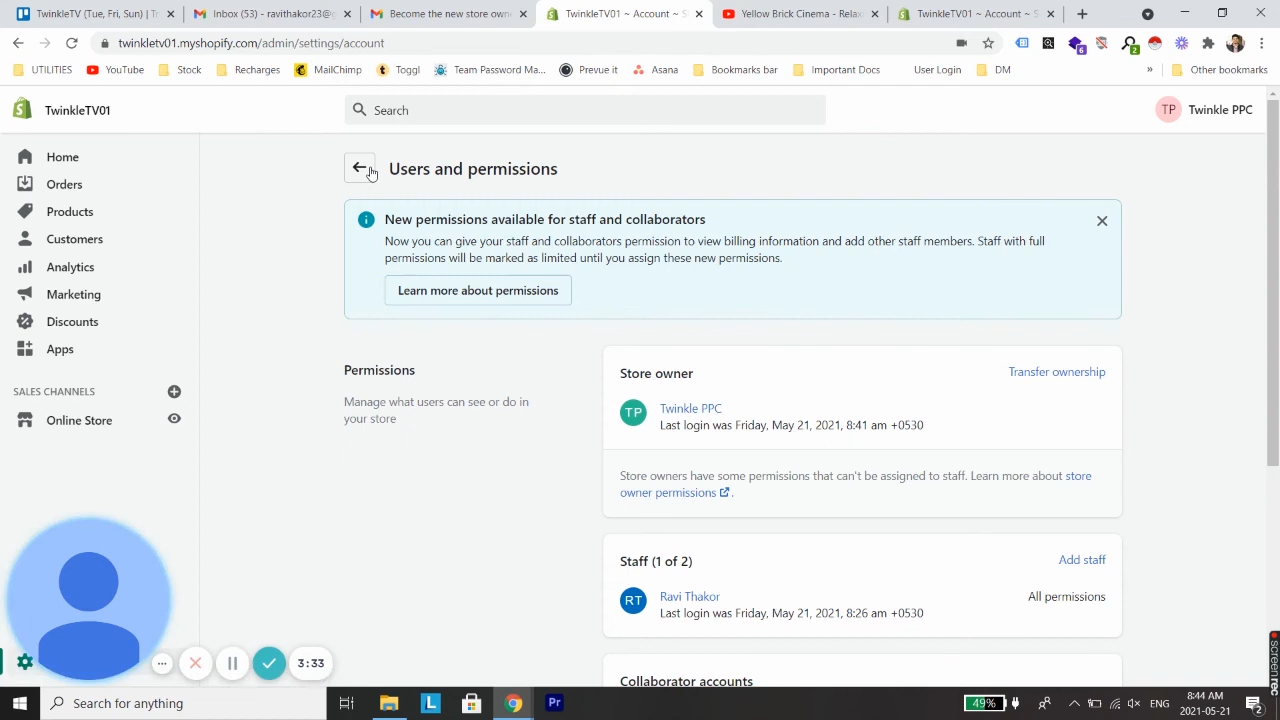 TwinkleTV (Tue, Fri, Sun) | T
Inbox (53) - ravithakor23@g
Become the new store owne
TwinkleTV01 ~ Account ~ S
Yellow Brick Cinema - Relax
TwinkleTV01 ~ Account ~ S
twinkletv01.myshopify.com/admin/settings/account
6
2
UTILITIES
YouTube
Stock
Recharges
MailChimp
Toggl
Team Password Ma...
Prevue it
Asana
Bookmarks bar
Important Docs
User Login
DM
»
Other bookmarks
TwinkleTV01
Search
TP
Twinkle PPC
Home
Orders
Products
Customers
Analytics
Marketing
Discounts
Apps
SALES CHANNELS
Online Store
Users and permissions
New permissions available for staff and collaborators
Now you can give your staff and collaborators permission to view billing information and add other staff members. Staff with full
permissions will be marked as limited until you assign these new permissions.
Learn more about permissions
Permissions
Manage what users can see or do in
your store
Store owner
Transfer ownership
TP
Twinkle PPC
Last login was Friday, May 21, 2021, 8:41 am +0530
Store owners have some permissions that can't be assigned to staff. Learn more about store
owner permissions .
Staff (1 of 2)
Add staff
RT
Ravi Thakor
All permissions
Last login was Friday, May 21, 2021, 8:26 am +0530
Collaborator accounts
3:33
screenrec
Search for anything
L
Pr
49%
ENG
8:44 AM
2021-05-21
2